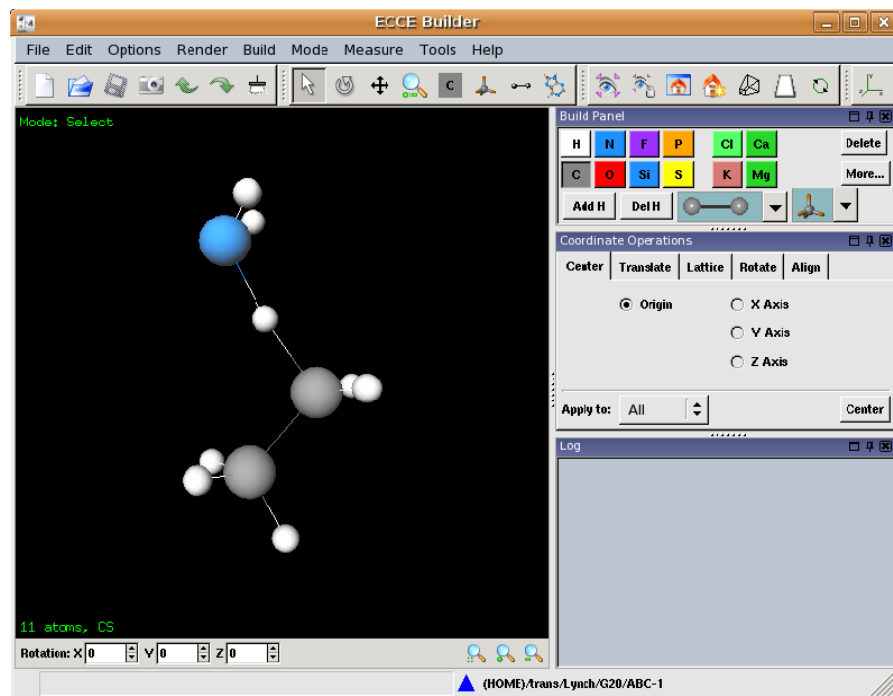 ECCE Builder
File Edit Options Render Build Mode Measure Tools Help
C
Mode: Select
Build Panel
H N F P Cl Ca Delete
C O Si S K Mg More...
Add H Del H
Coordinate Operations
Center Translate Lattice Rotate Align
Origin X Axis
Y Axis
Z Axis
Apply to: All Center
Log
11 atoms, CS
Rotation: X 0 Y 0 Z 0
(HOME)/trans/Lynch/G20/ABC-1